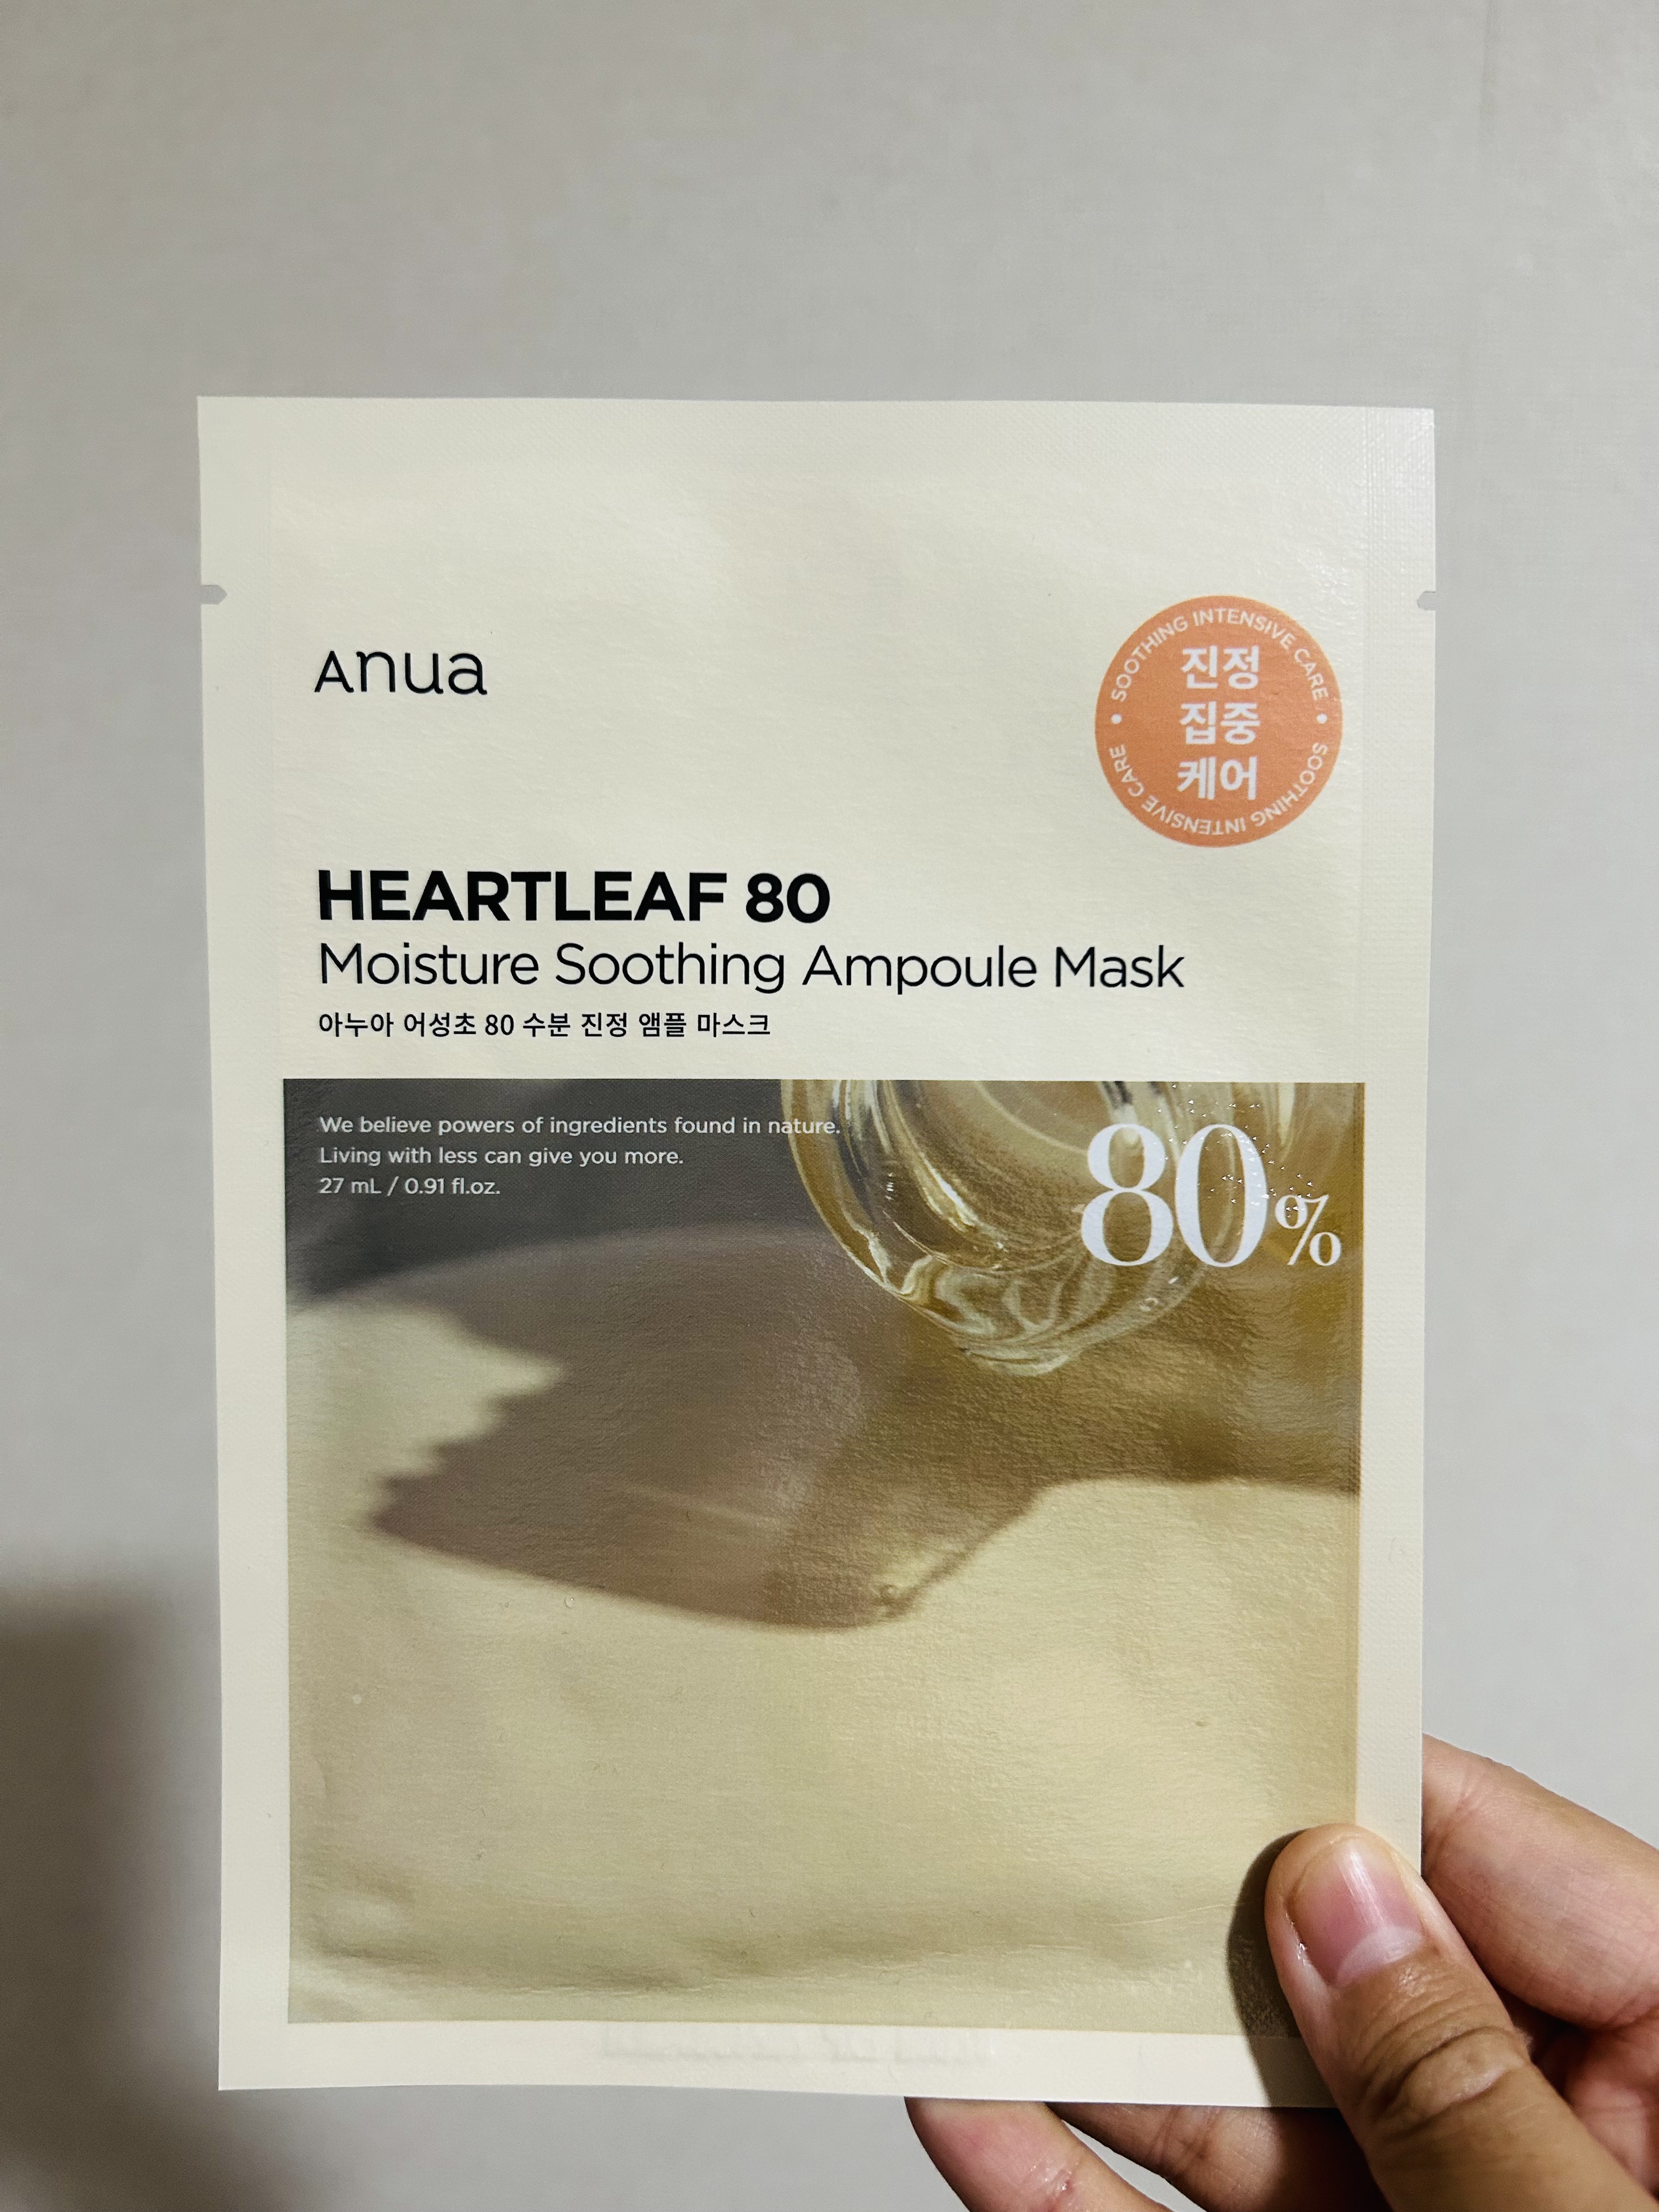 Anua
SOOTHING INTENSIVE CARE • SOOTHING INTENSIVE CARE •
진정
집중
케어
HEARTLEAF 80
Moisture Soothing Ampoule Mask
아누아 어성초 80 수분 진정 앰플 마스크
We believe powers of ingredients found in nature.
Living with less can give you more.
27 mL / 0.91 fl.oz.
80%